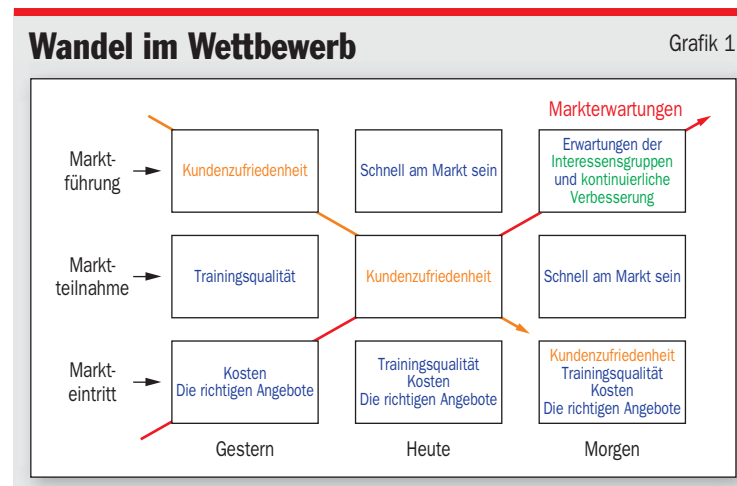 Wandel im Wettbewerb
Grafik 1
Markterwartungen
Markt-
führung
Kundenzufriedenheit
Schnell am Markt sein
Erwartungen der
Interessensgruppen
und kontinuierliche
Verbesserung
Markt-
teilnahme
Trainingsqualität
Kundenzufriedenheit
Schnell am Markt sein
Markt-
eintritt
Kosten
Die richtigen Angebote
Trainingsqualität
Kosten
Die richtigen Angebote
Kundenzufriedenheit
Trainingsqualität
Kosten
Die richtigen Angebote
Gestern
Heute
Morgen